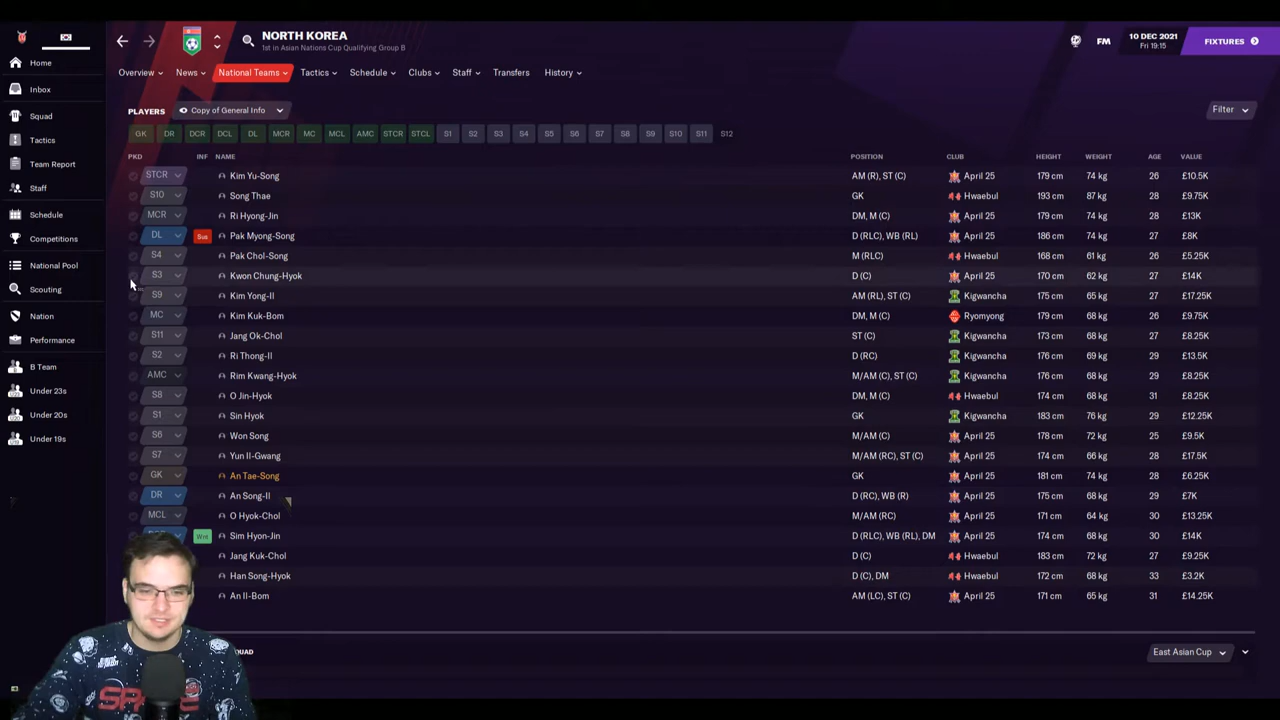 NORTH KOREA
1st in Asian Nations Cup Qualifying Group B
10 DEC 2021
Fri 19:15
FM
FIXTURES
Home
Inbox
Squad
Tactics
Team Report
Staff
Schedule
Competitions
National Pool
Scouting
Nation
Performance
B Team
Under 23s
Under 20s
Under 19s
Overview News National Teams Tactics Schedule Clubs Staff Transfers History
PLAYERS Copy of General Info Filter
GK DR DCR DCL DL MCR MC MCL AMC STCR STCL S1 S2 S3 S4 S5 S6 S7 S8 S9 S10 S11 S12
PKD INF NAME POSITION CLUB HEIGHT WEIGHT AGE VALUE
STCR Kim Yu-Song AM (R), ST (C) April 25 179 cm 74 kg 26 £10.5K
S10 Song Thae GK Hwaebul 193 cm 87 kg 28 £9.75K
MCR Ri Hyong-Jin DM, M (C) April 25 179 cm 74 kg 28 £13K
DL Sus Pak Myong-Song D (RLC), WB (RL) April 25 186 cm 74 kg 27 £8K
S4 Pak Chol-Song M (RLC) Hwaebul 168 cm 61 kg 26 £5.25K
S3 Kwon Chung-Hyok D (C) April 25 170 cm 62 kg 27 £14K
S9 Kim Yong-Il AM (RL), ST (C) Kigwancha 175 cm 65 kg 27 £17.25K
MC Kim Kuk-Bom DM, M (C) Ryomyong 179 cm 68 kg 26 £9.75K
S11 Jang Ok-Chol ST (C) Kigwancha 173 cm 68 kg 27 £8.25K
S2 Ri Thong-Il D (RC) Kigwancha 176 cm 69 kg 29 £13.5K
AMC Rim Kwang-Hyok M/AM (C), ST (C) Kigwancha 176 cm 68 kg 29 £8.25K
S8 O Jin-Hyok DM, M (C) Hwaebul 174 cm 68 kg 31 £8.25K
S1 Sin Hyok GK Kigwancha 183 cm 76 kg 29 £12.25K
S6 Won Song M/AM (C) April 25 178 cm 72 kg 25 £9.5K
S7 Yun Il-Gwang M/AM (RC), ST (C) April 25 174 cm 66 kg 28 £17.5K
GK An Tae-Song GK April 25 181 cm 74 kg 28 £6.25K
DR An Song-Il D (RC), WB (R) April 25 175 cm 68 kg 29 £7K
MCL O Hyok-Chol M/AM (RC) April 25 171 cm 64 kg 30 £13.25K
Wnt Sim Hyon-Jin D (RLC), WB (RL), DM April 25 174 cm 68 kg 30 £14K
Jang Kuk-Chol D (C) Hwaebul 183 cm 72 kg 27 £9.25K
Han Song-Hyok D (C), DM Hwaebul 172 cm 68 kg 33 £3.2K
An Il-Bom AM (LC), ST (C) April 25 171 cm 65 kg 31 £14.25K
East Asian Cup